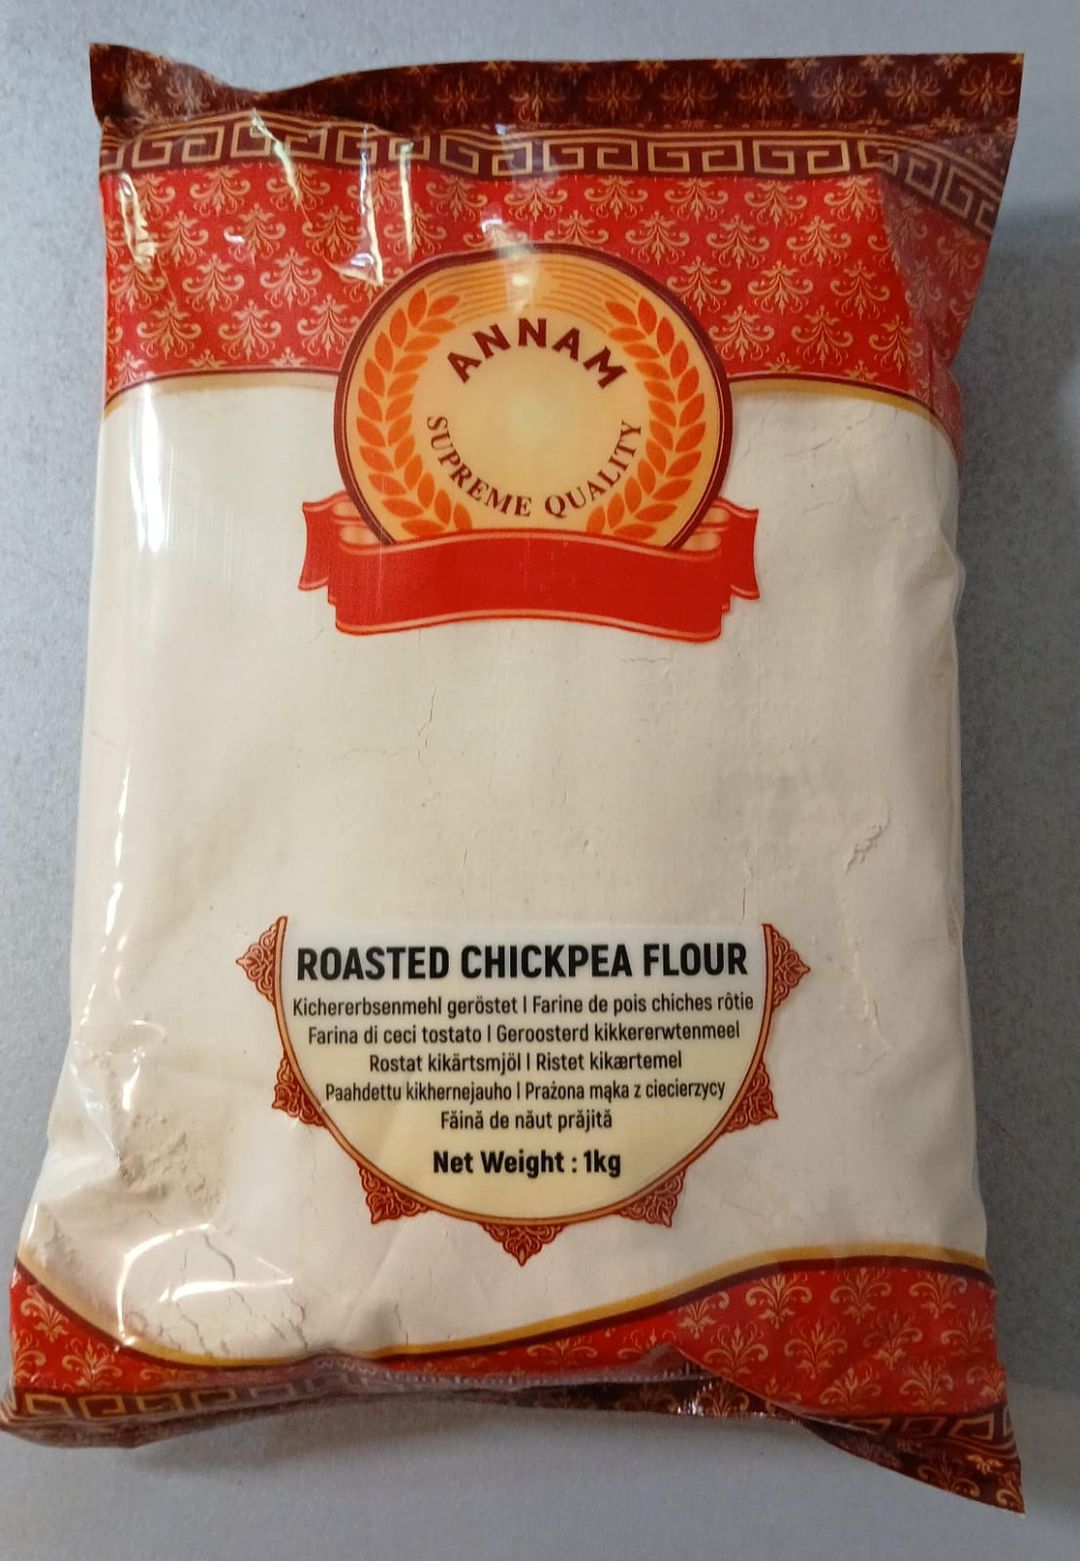 ANNAM
SUPREME QUALITY
ROASTED CHICKPEA FLOUR
Kichererbsenmehl geröstet | Farine de pois chiches rôtie
Farina di ceci tostato | Geroosterd kikkererwtenmeel
Rostat kikärtsmjöl | Ristet kikærtemel
Paahdettu kikhernejauho | Prażona mąka z ciecierzycy
Făină de năut prăjită
Net Weight : 1kg